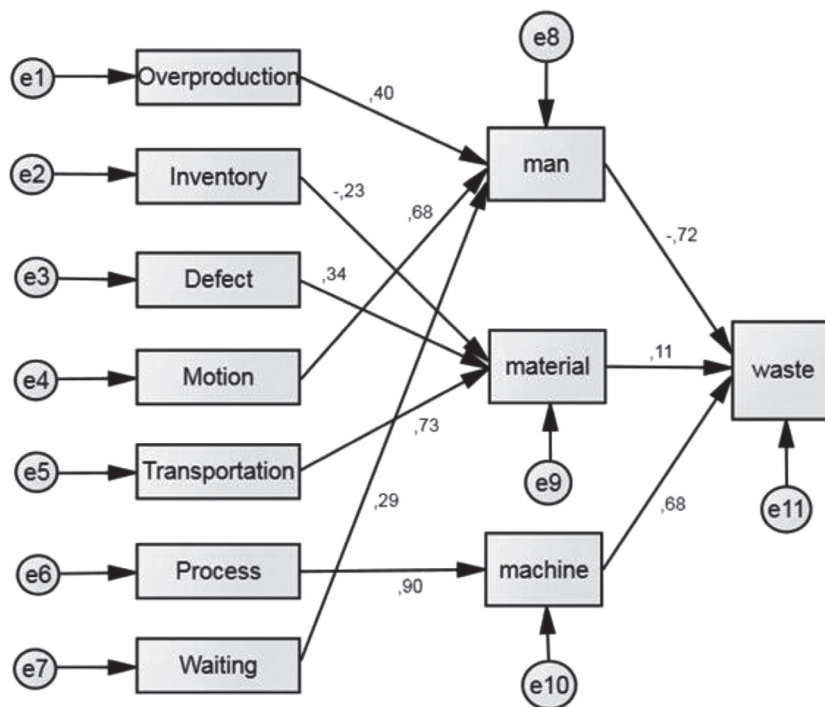 e8
e1
Overproduction
,40
e2
Inventory
man
-,23
,68
e3
Defect
,34
-,72
e4
Motion
material
,11
waste
,73
e5
Transportation
e9
,29
,68
e11
e6
Process
machine
,90
e7
Waiting
e10